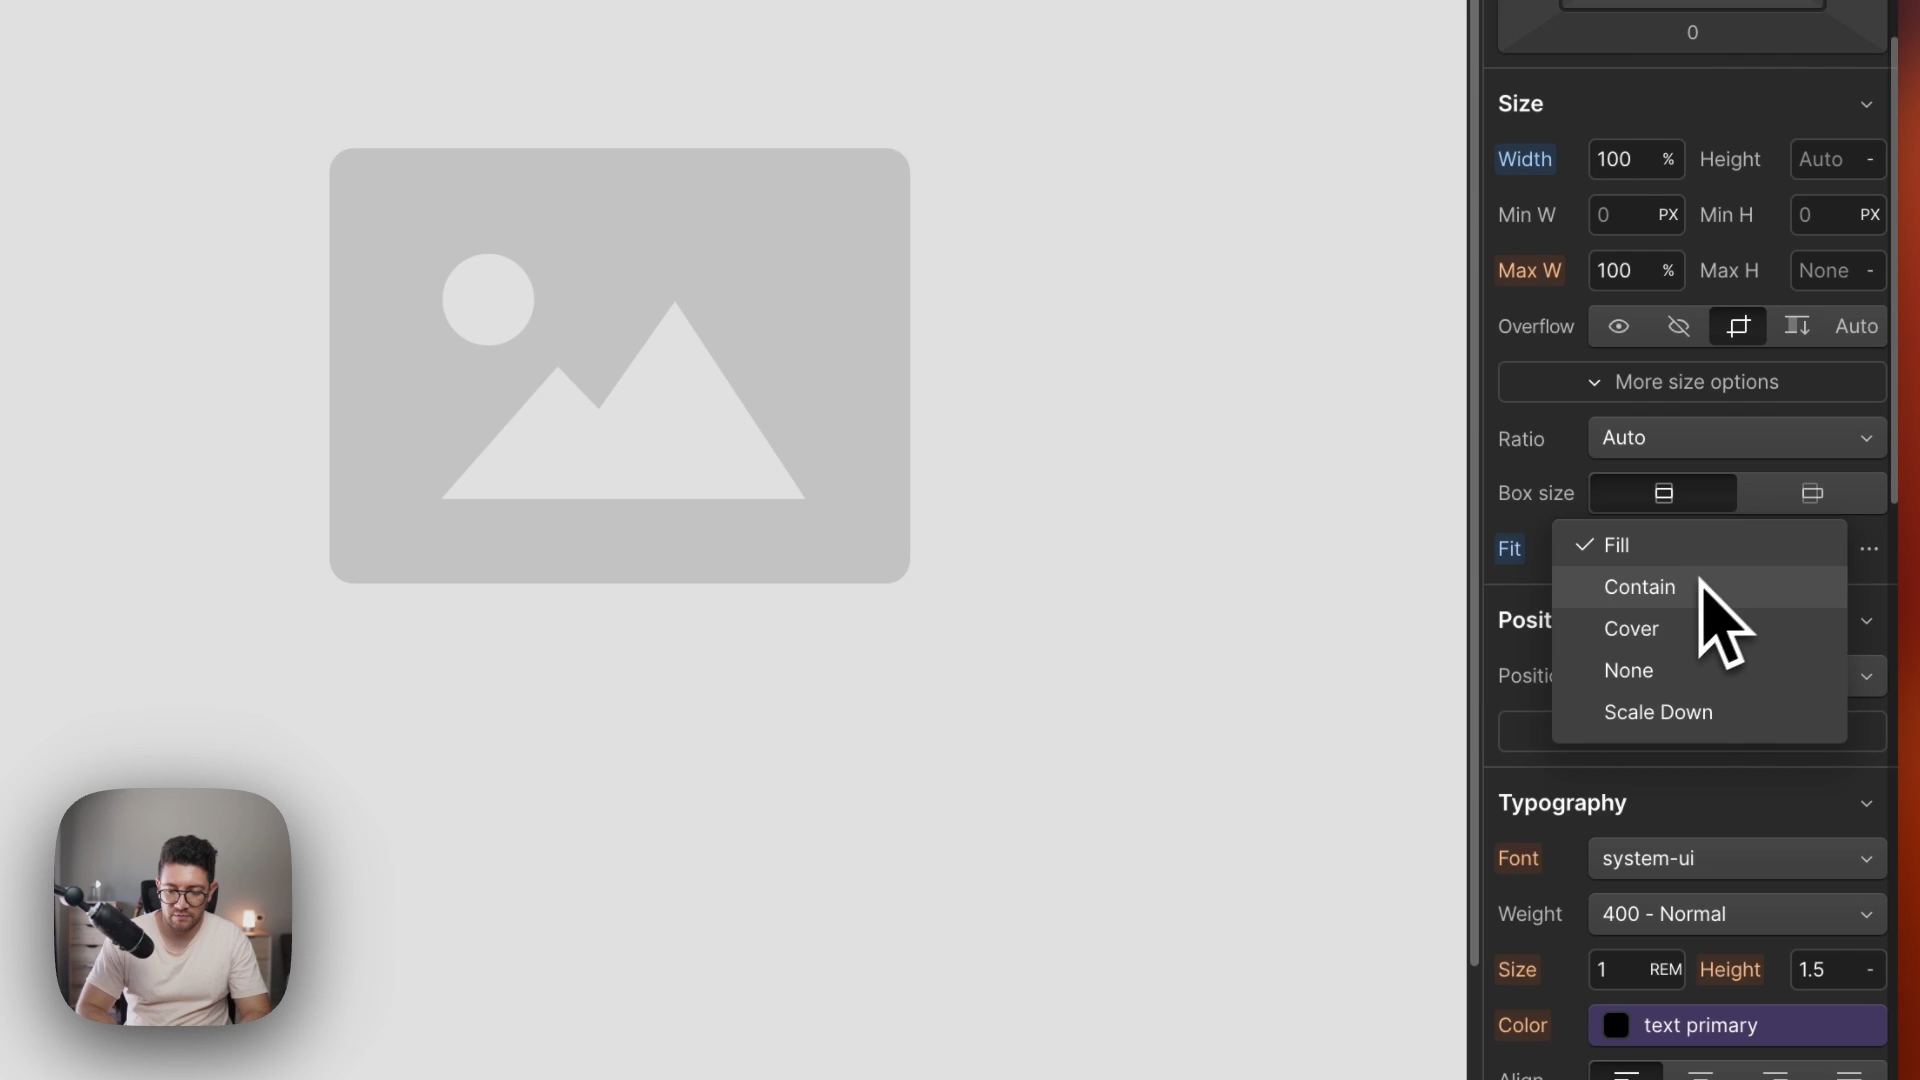 0
Size
Width 100 % Height Auto -
Min W 0 PX Min H 0 PX
Max W 100 % Max H None -
Overflow Auto
More size options
Ratio Auto
Box size
Fit Fill
Contain
Posit
Cover
None
Positi
Scale Down
Typography
Font system-ui
Weight 400 - Normal
Size 1 REM Height 1.5 -
Color text primary
Align